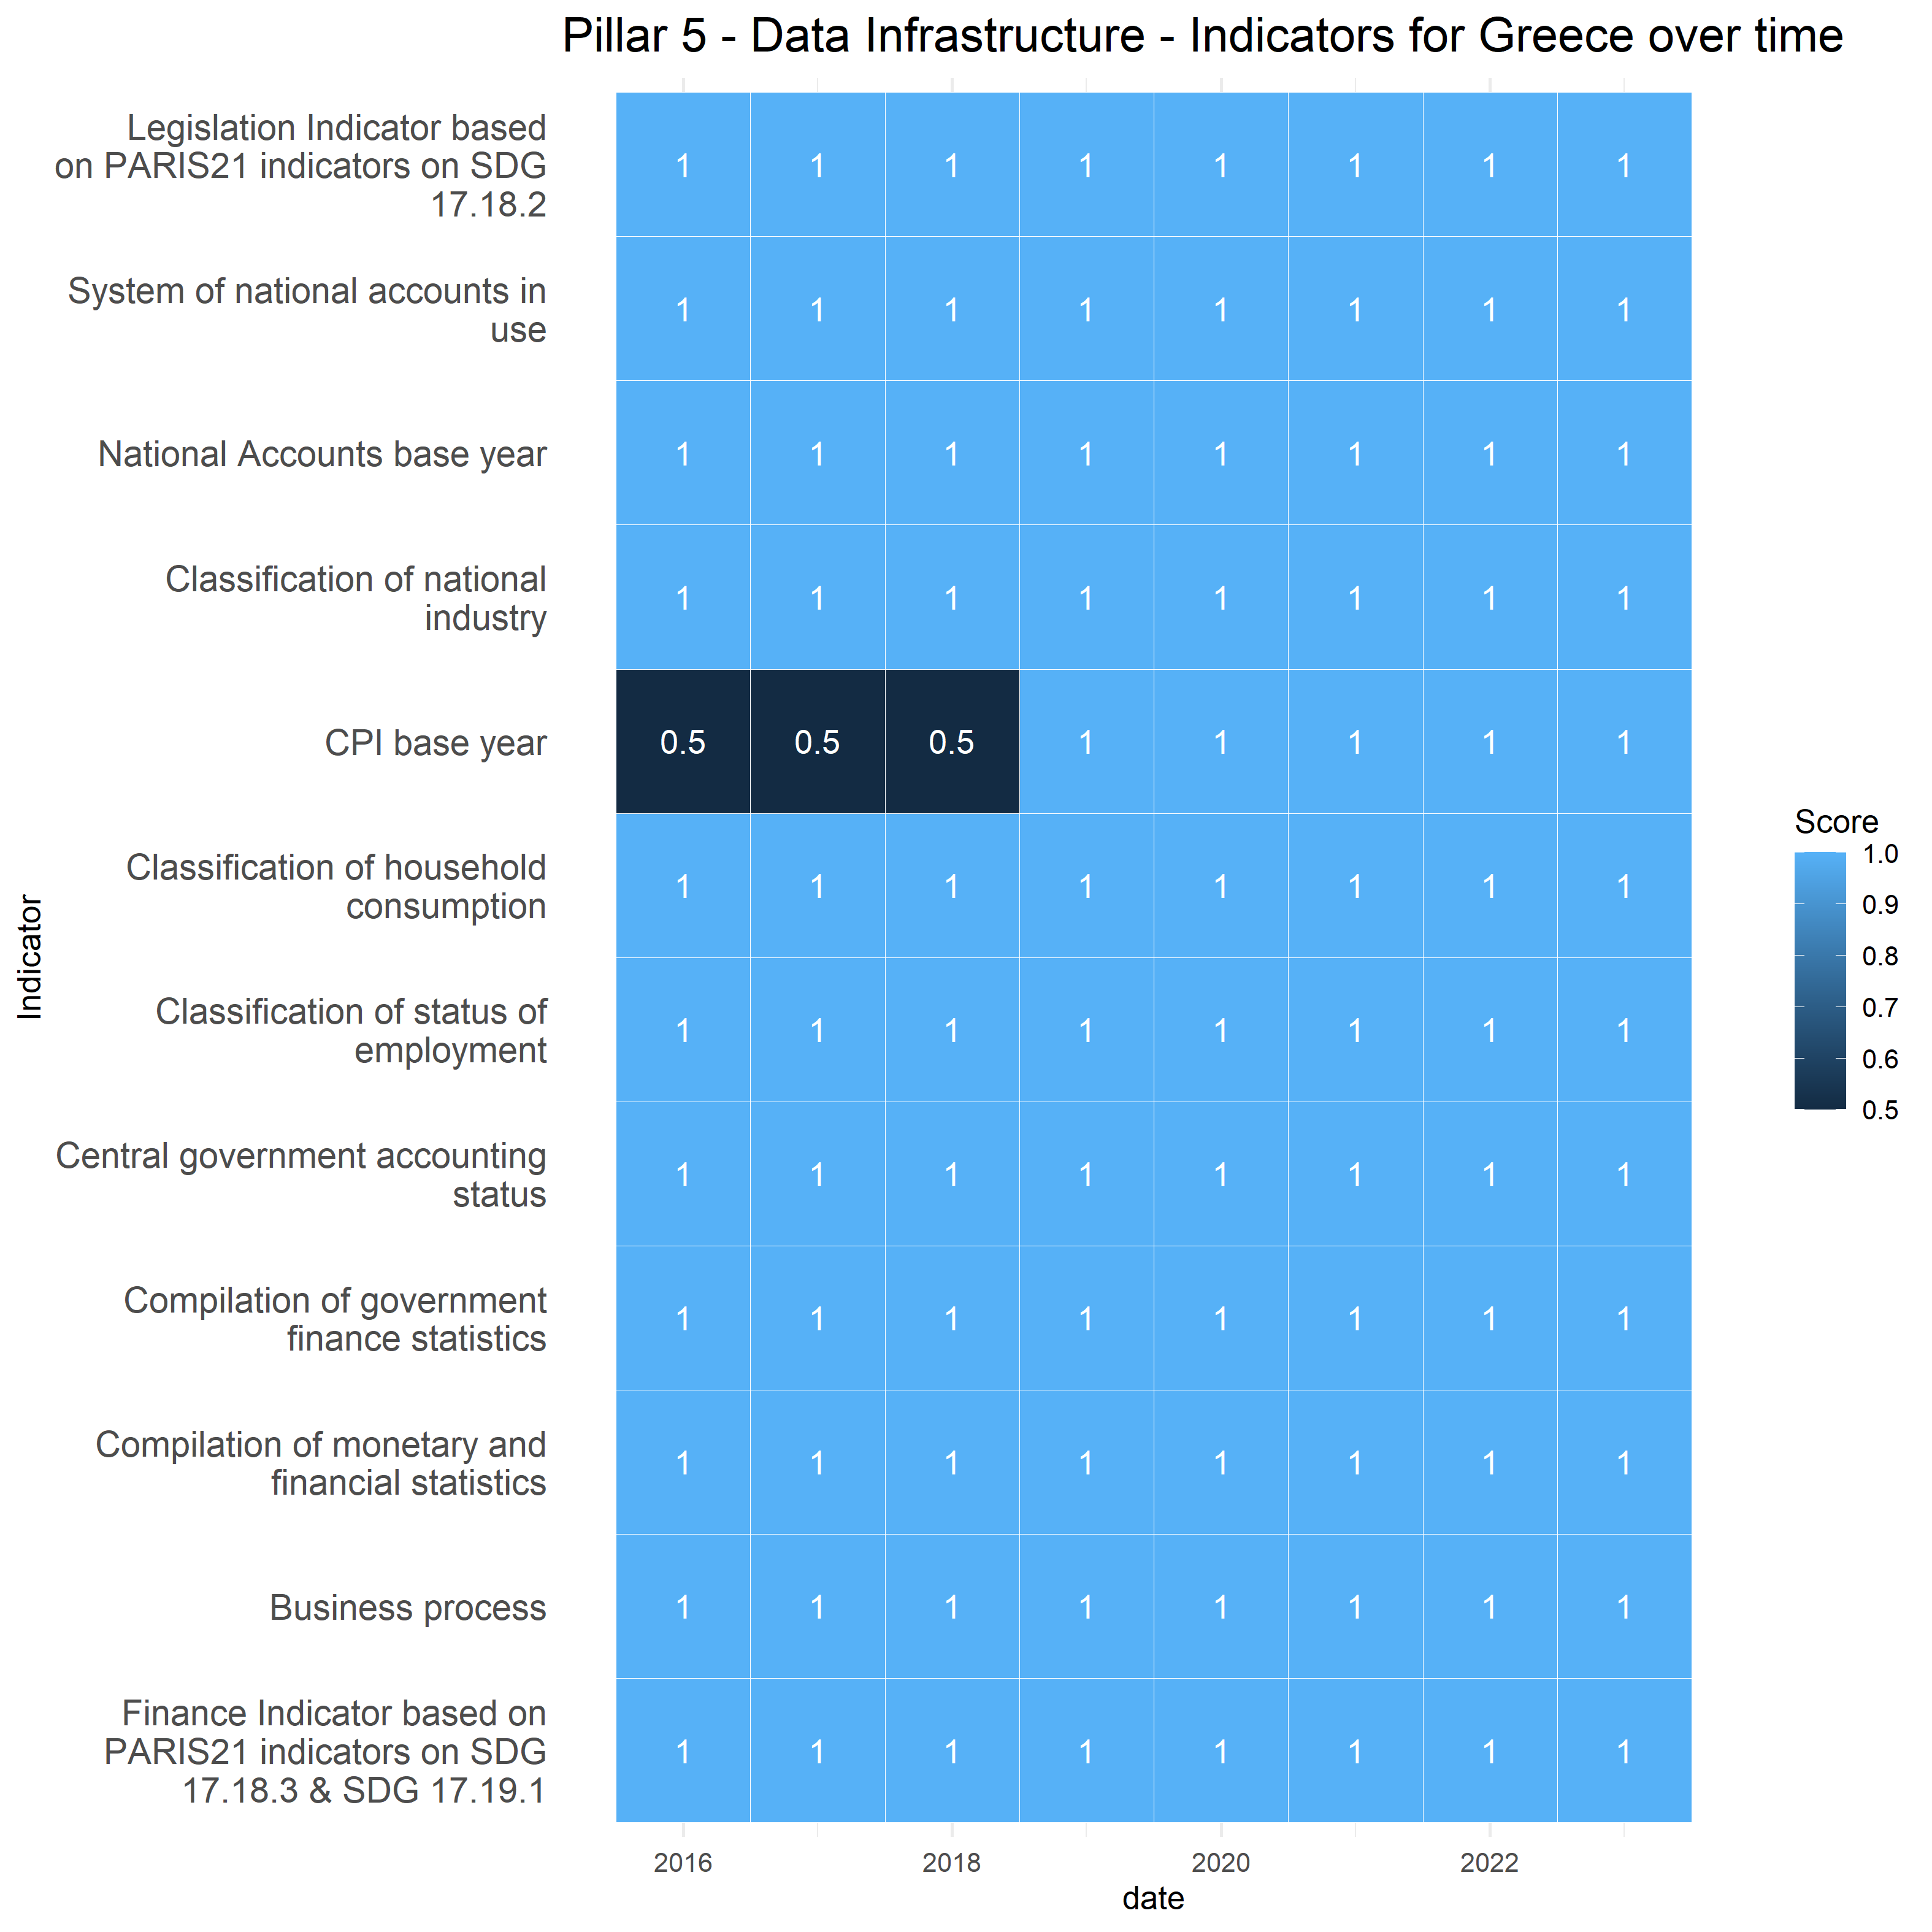 Pillar 5 - Data Infrastructure - Indicators for Greece over time
Legislation Indicator based
on PARIS21 indicators on SDG
17.18.2
1 1 1 1 1 1 1 1
System of national accounts in
use
1 1 1 1 1 1 1 1
National Accounts base year
1 1 1 1 1 1 1 1
Classification of national
industry
1 1 1 1 1 1 1 1
CPI base year
0.5 0.5 0.5 1 1 1 1 1
Classification of household
consumption
1 1 1 1 1 1 1 1
Classification of status of
employment
1 1 1 1 1 1 1 1
Central government accounting
status
1 1 1 1 1 1 1 1
Compilation of government
finance statistics
1 1 1 1 1 1 1 1
Compilation of monetary and
financial statistics
1 1 1 1 1 1 1 1
Business process
1 1 1 1 1 1 1 1
Finance Indicator based on
PARIS21 indicators on SDG
17.18.3 & SDG 17.19.1
1 1 1 1 1 1 1 1
Indicator
2016 2018 2020 2022
date
Score
1.0
0.9
0.8
0.7
0.6
0.5